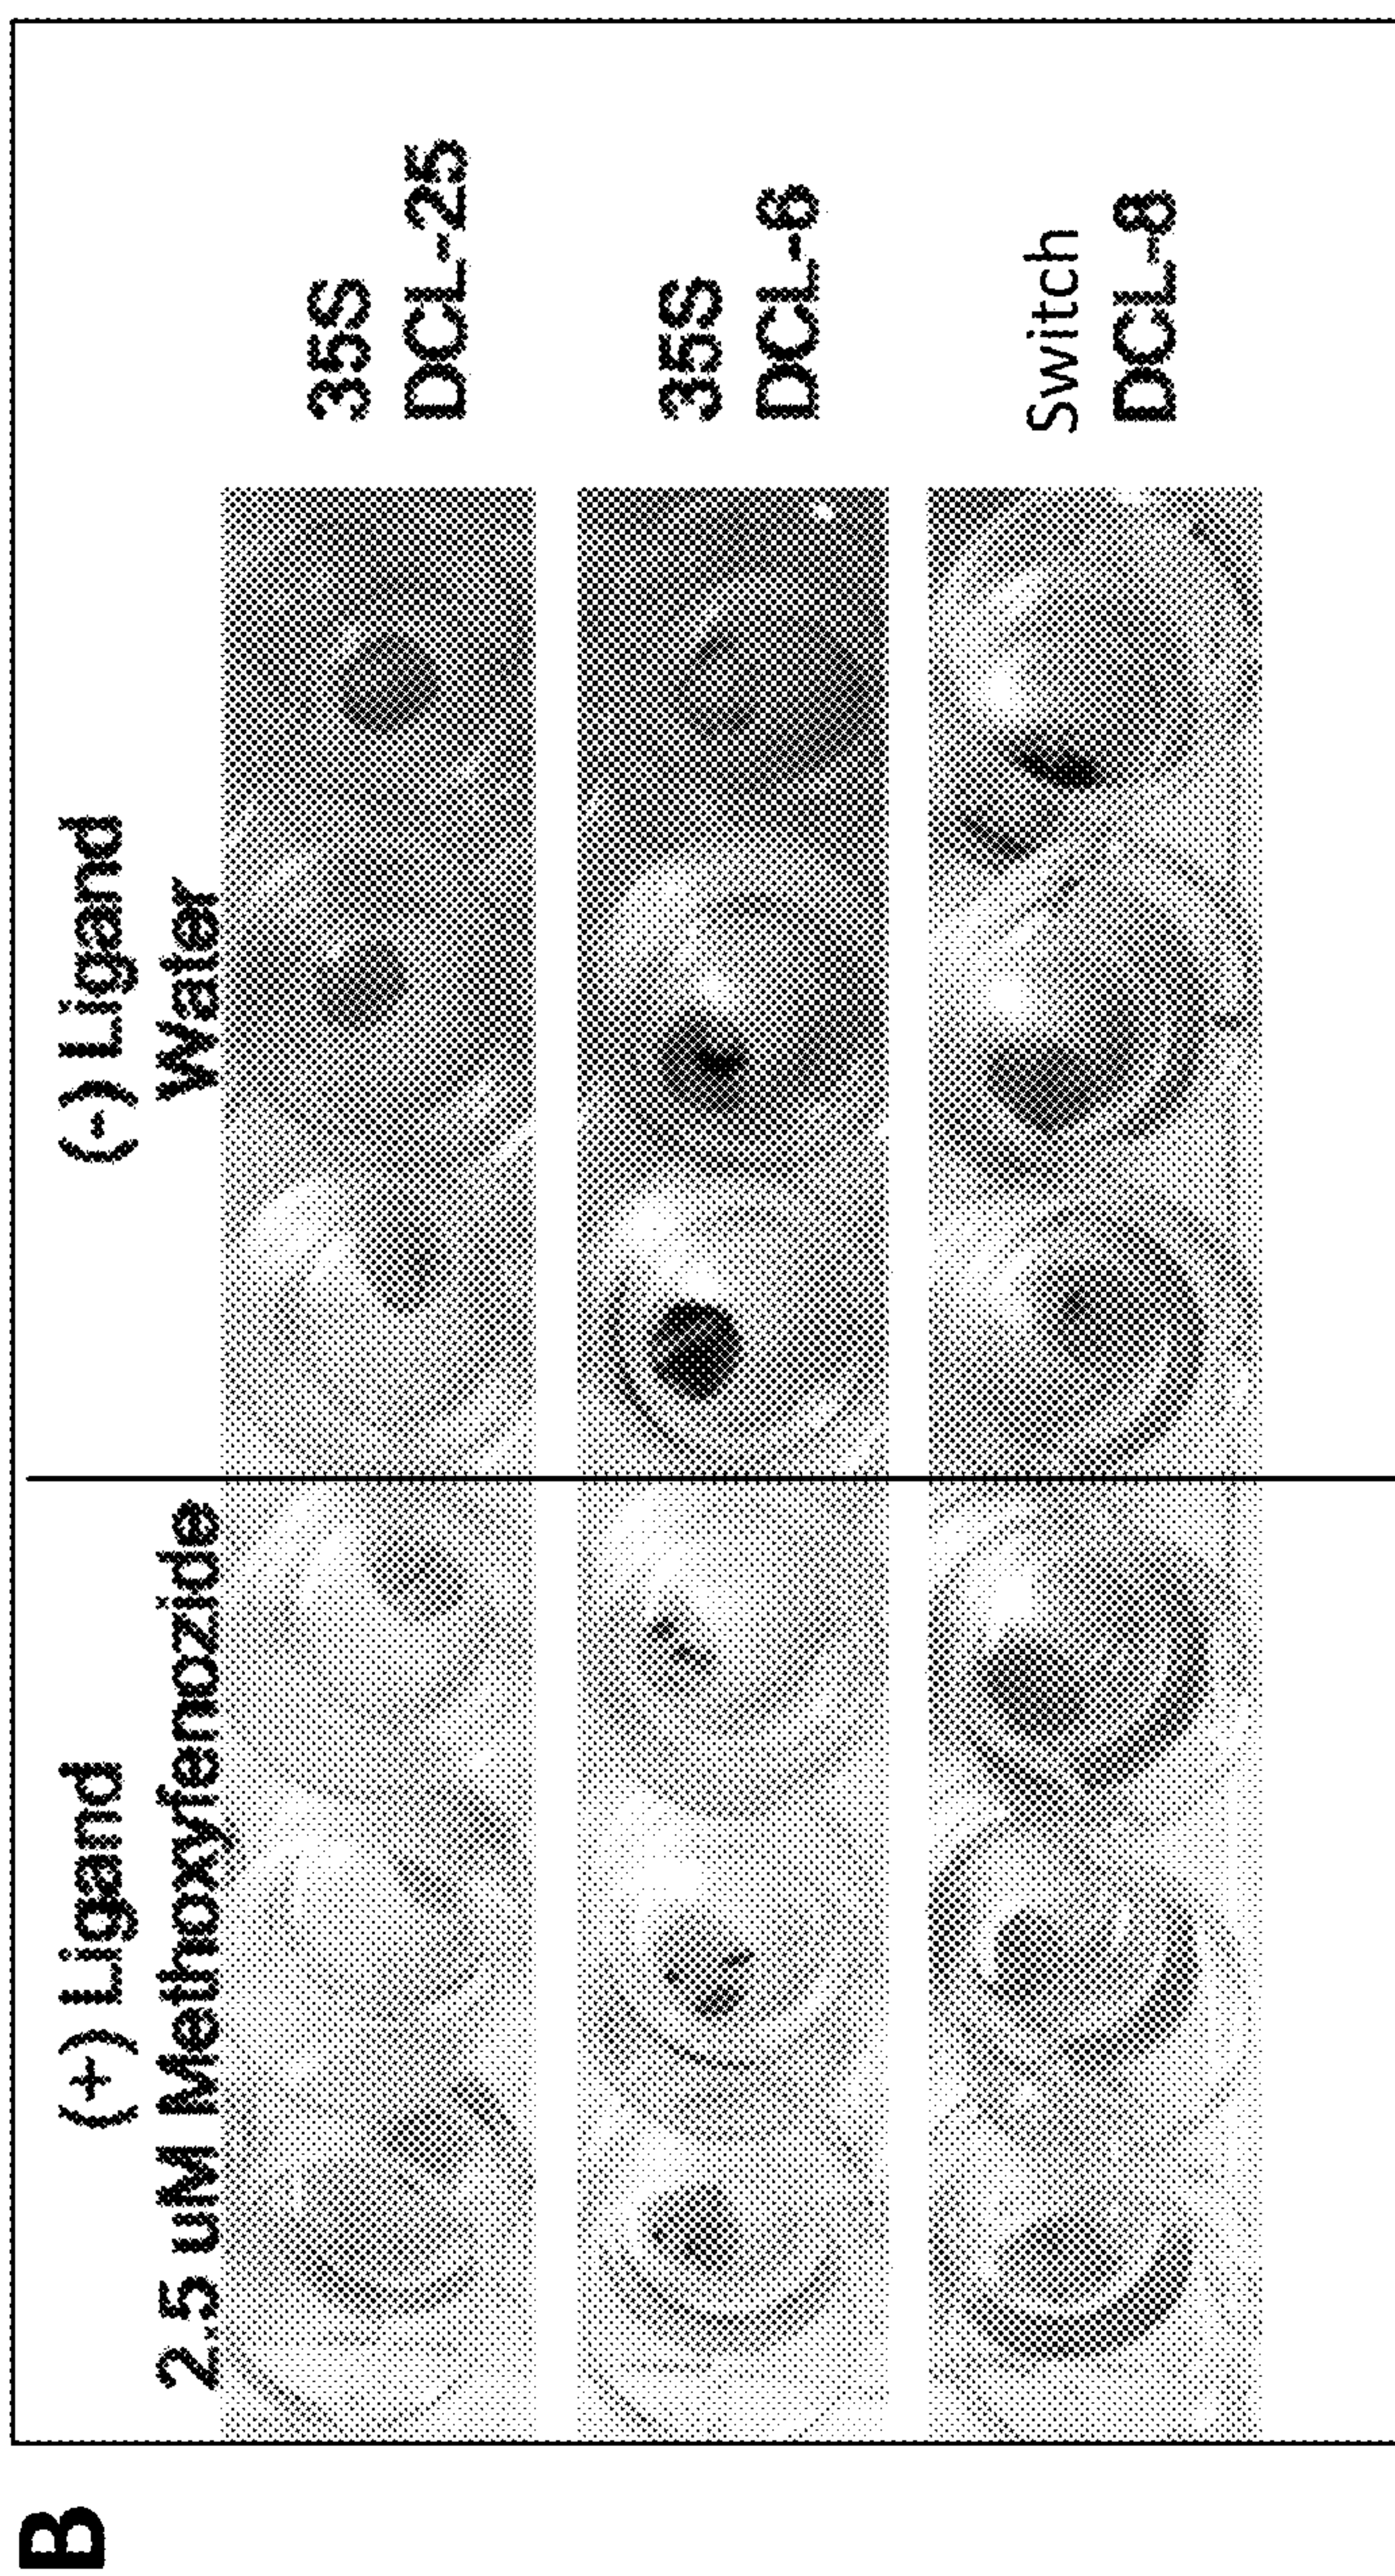 B
(+) Ligand
2.5 uM Methoxyfenozide
(-) Ligand
Water
35S
DCL-25
35S
DCL-6
Switch
DCL-8